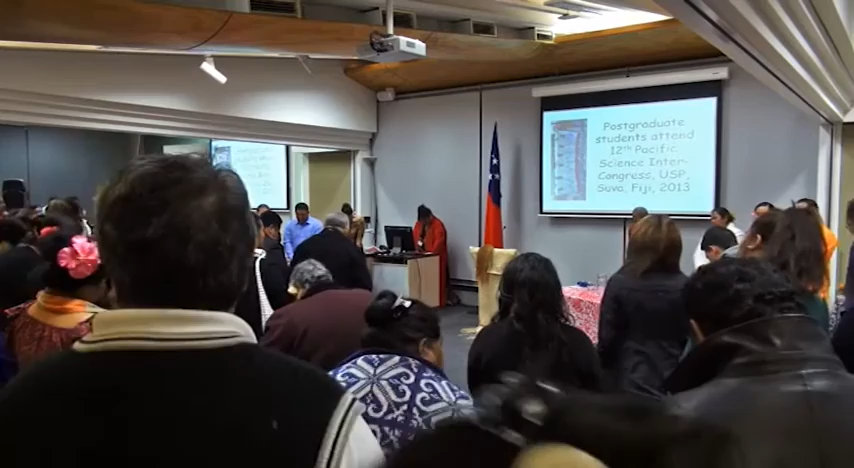 Postgraduate
students attend
12th Pacific
Science Inter-
Congress, USP,
Suva, Fiji, 2013